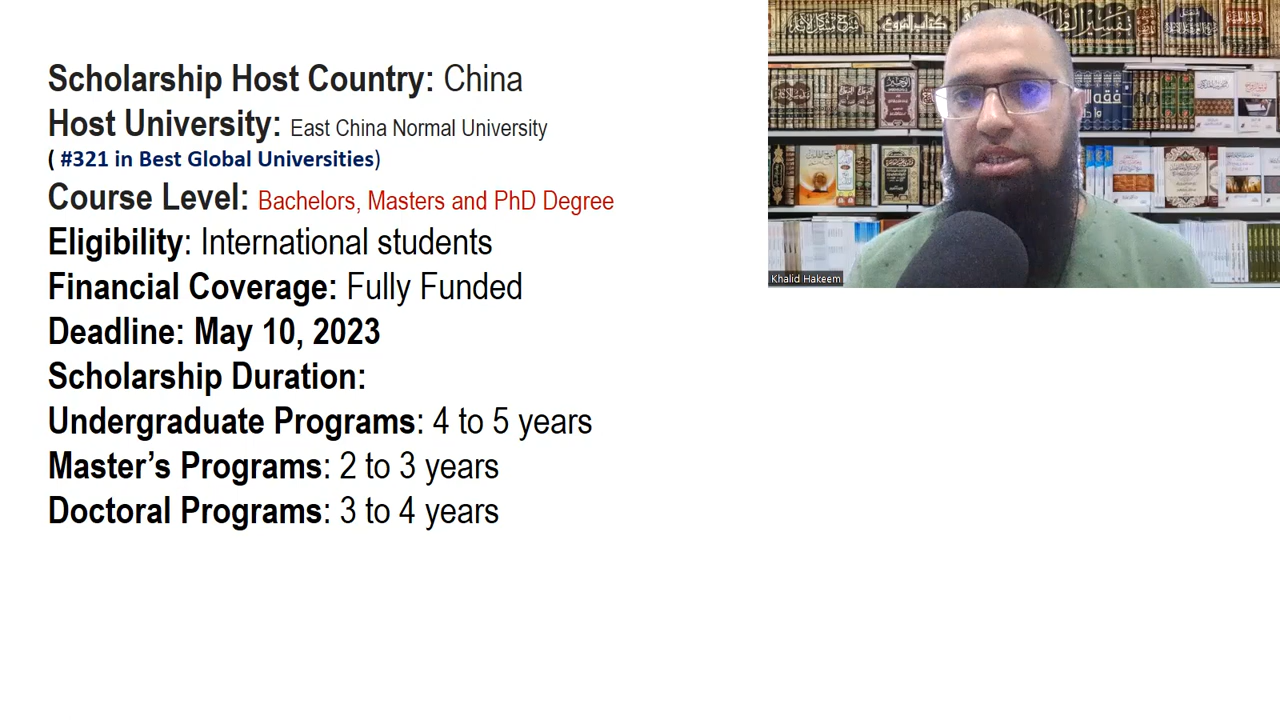 Scholarship Host Country: China
Host University: East China Normal University
( #321 in Best Global Universities)
Course Level: Bachelors, Masters and PhD Degree
Eligibility: International students
Financial Coverage: Fully Funded
Deadline: May 10, 2023
Scholarship Duration:
Undergraduate Programs: 4 to 5 years
Master’s Programs: 2 to 3 years
Doctoral Programs: 3 to 4 years
كتاب الفروع
Khalid Hakeem